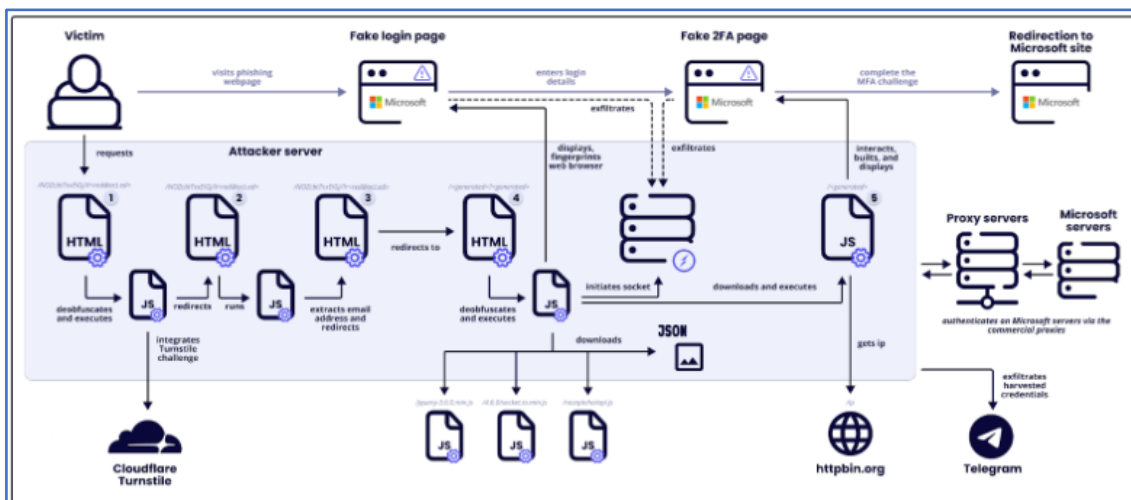 Victim
Fake login page
Fake 2FA page
Redirection to
Microsoft site
visits phishing
webpage
enters login
details
complete the
MFA challenge
Microsoft
Microsoft
Microsoft
exfiltrates
requests
Attacker server
displays,
fingerprints
web browser
exfiltrates
interacts,
builts, and
displays
1
2
3
4
5
HTML
HTML
HTML
HTML
JS
Proxy servers
Microsoft
servers
redirects to
JS
JS
JS
deobfuscates
and executes
redirects
runs
extracts email
address and
redirects
deobfuscates
and executes
initiates socket
downloads and executes
authenticates on Microsoft servers via the
commercial proxies
integrates
Turnstile
challenge
downloads
JSON
gets ip
exfiltrates
harvested
credentials
JS
JS
JS
/ip
Cloudflare
Turnstile
httpbin.org
Telegram